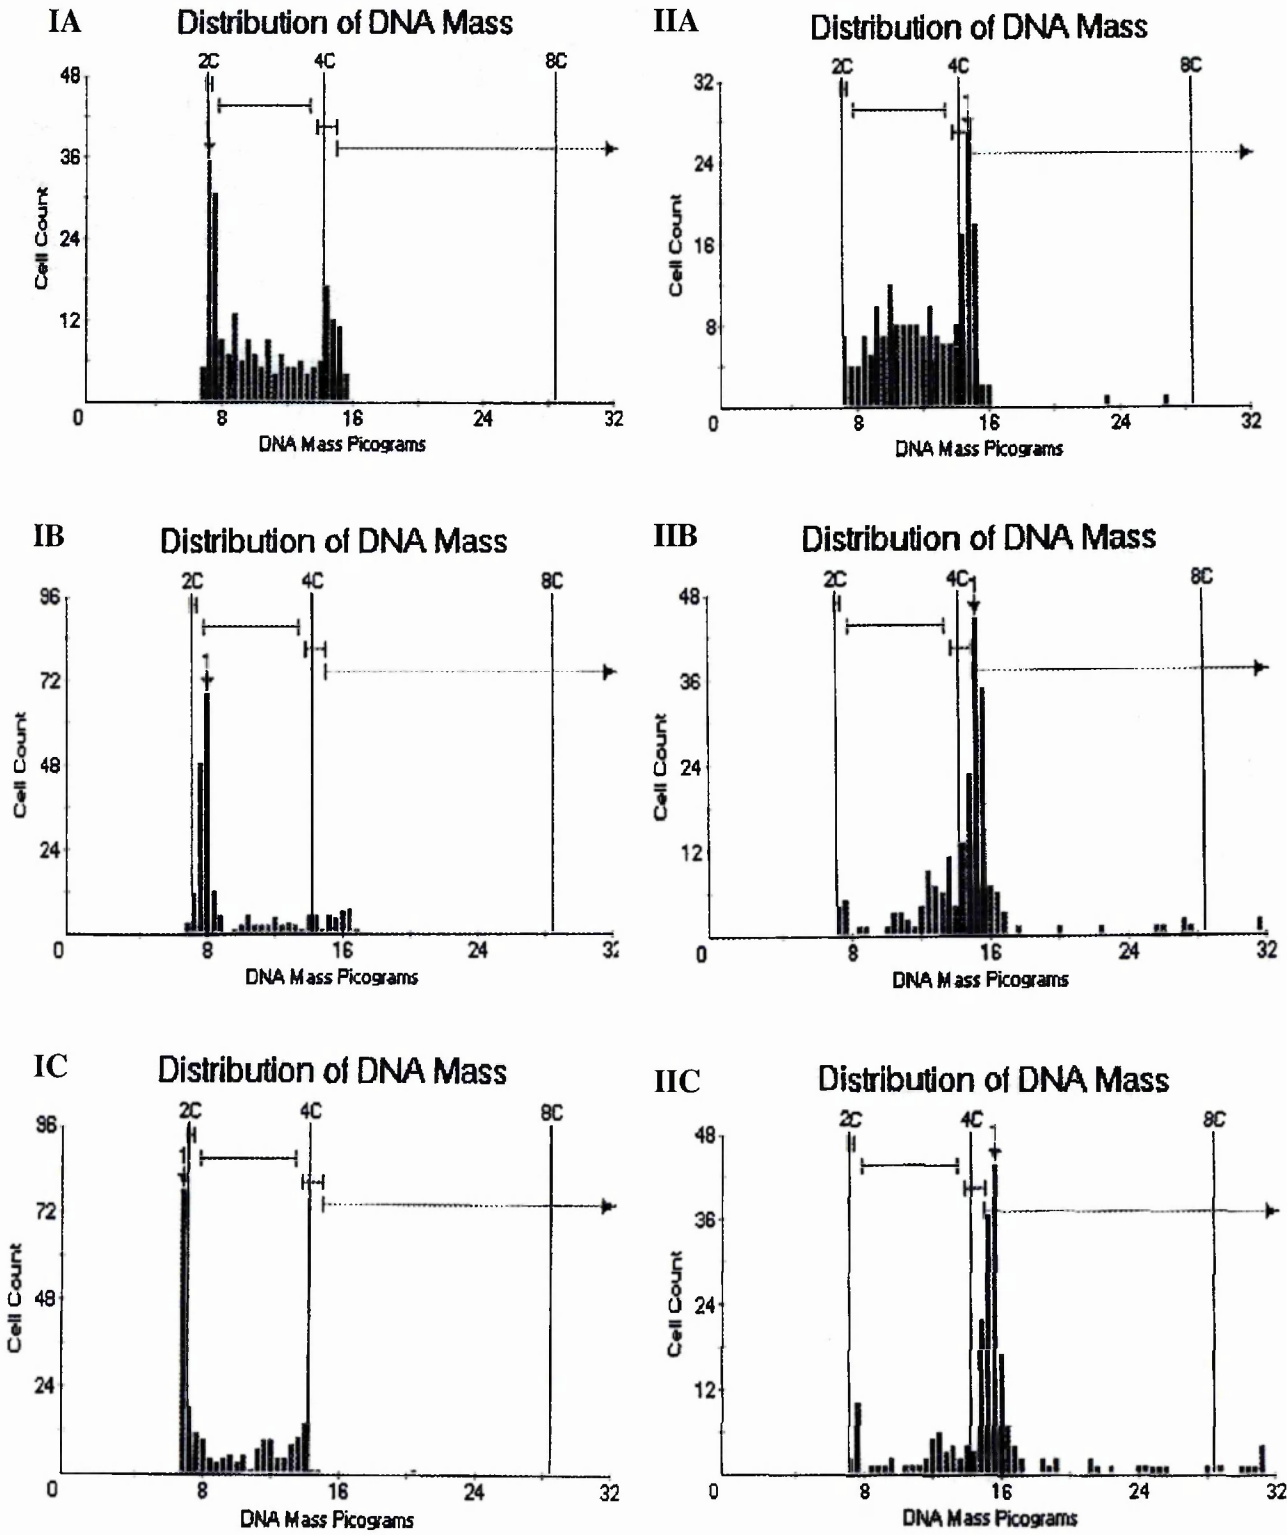 IA
Distribution of DNA Mass
2C 4C 8C
48
36
24
12
Cell Count
0 8 16 24 32
DNA Mass Picograms
IIA
Distribution of DNA Mass
2C 4C 8C
1
32
24
16
8
Cell Count
0 8 16 24 32
DNA Mass Picograms
IB
Distribution of DNA Mass
2C 4C 8C
96
1
72
48
24
Cell Count
0 8 16 24 32
DNA Mass Picograms
IIB
Distribution of DNA Mass
2C 4C 1 8C
48
36
24
12
Cell Count
0 8 16 24 32
DNA Mass Picograms
IC
Distribution of DNA Mass
2C 4C 8C
96
1
72
48
24
Cell Count
0 8 16 24 32
DNA Mass Picograms
IIC
Distribution of DNA Mass
2C 4C 8C
1
48
36
24
12
Cell Count
0 8 16 24 32
DNA Mass Picograms